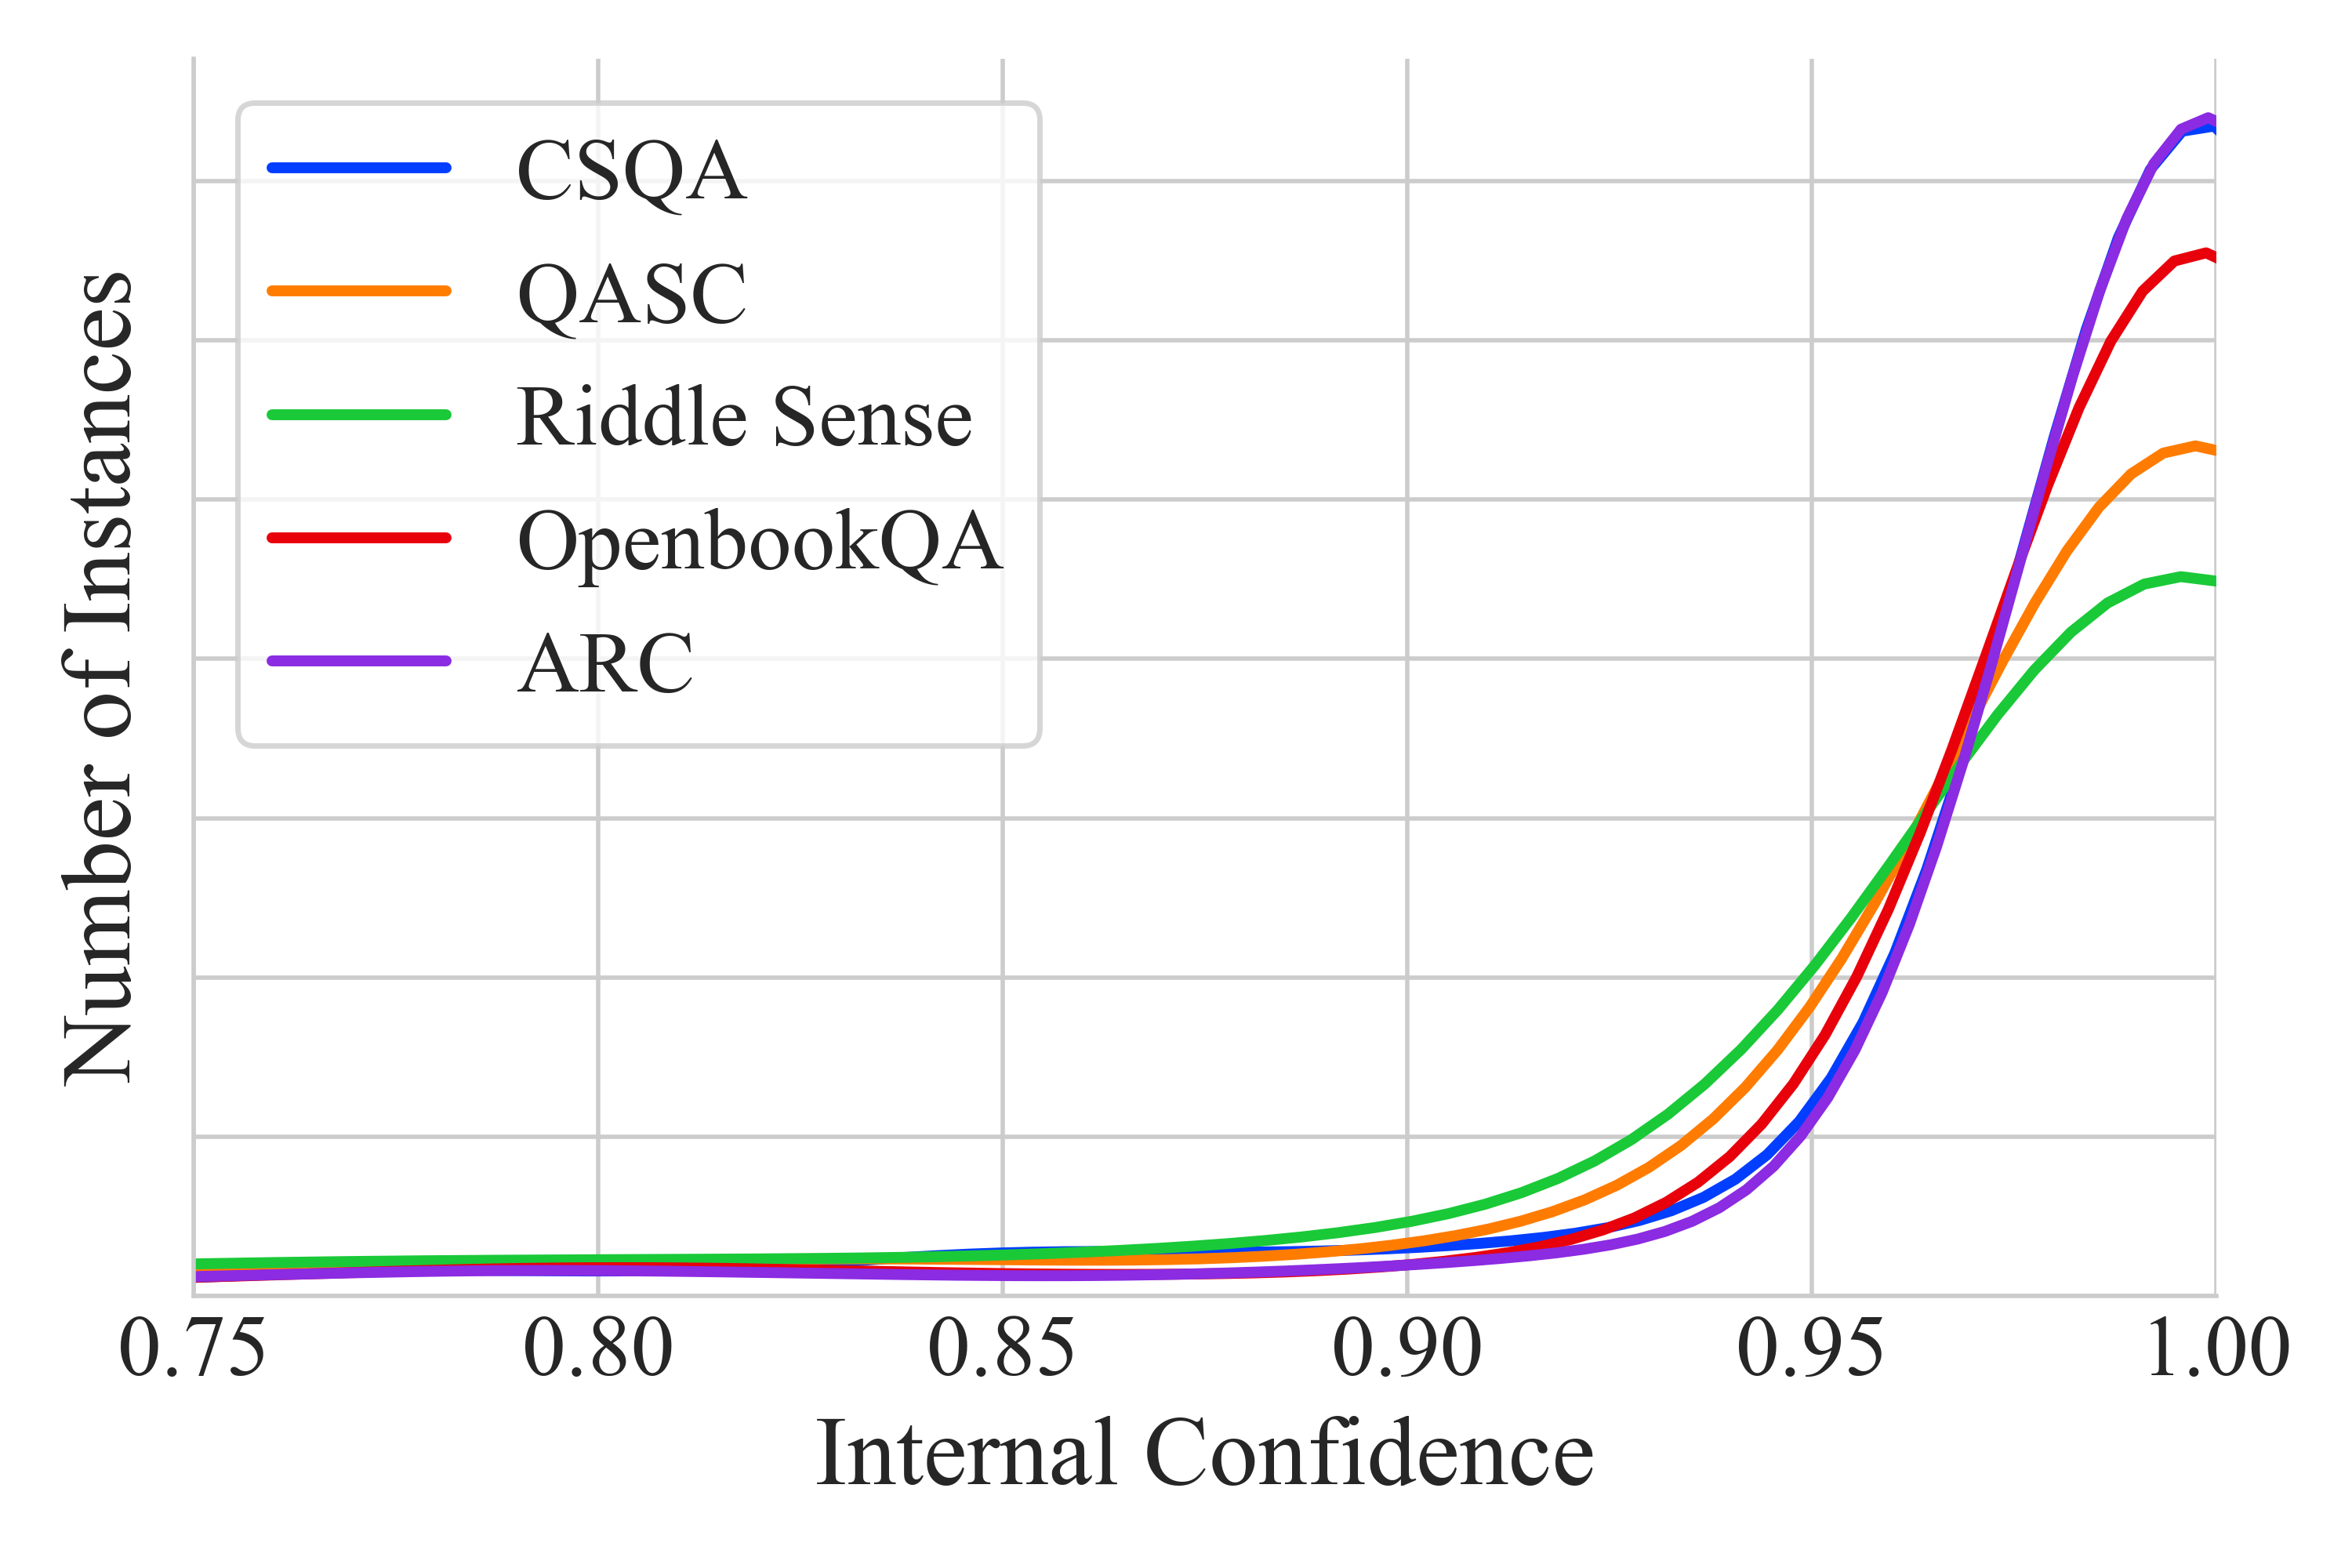 CSQA
QASC
Riddle Sense
OpenbookQA
ARC
Number of Instances
0.75 0.80 0.85 0.90 0.95 1.00
Internal Confidence